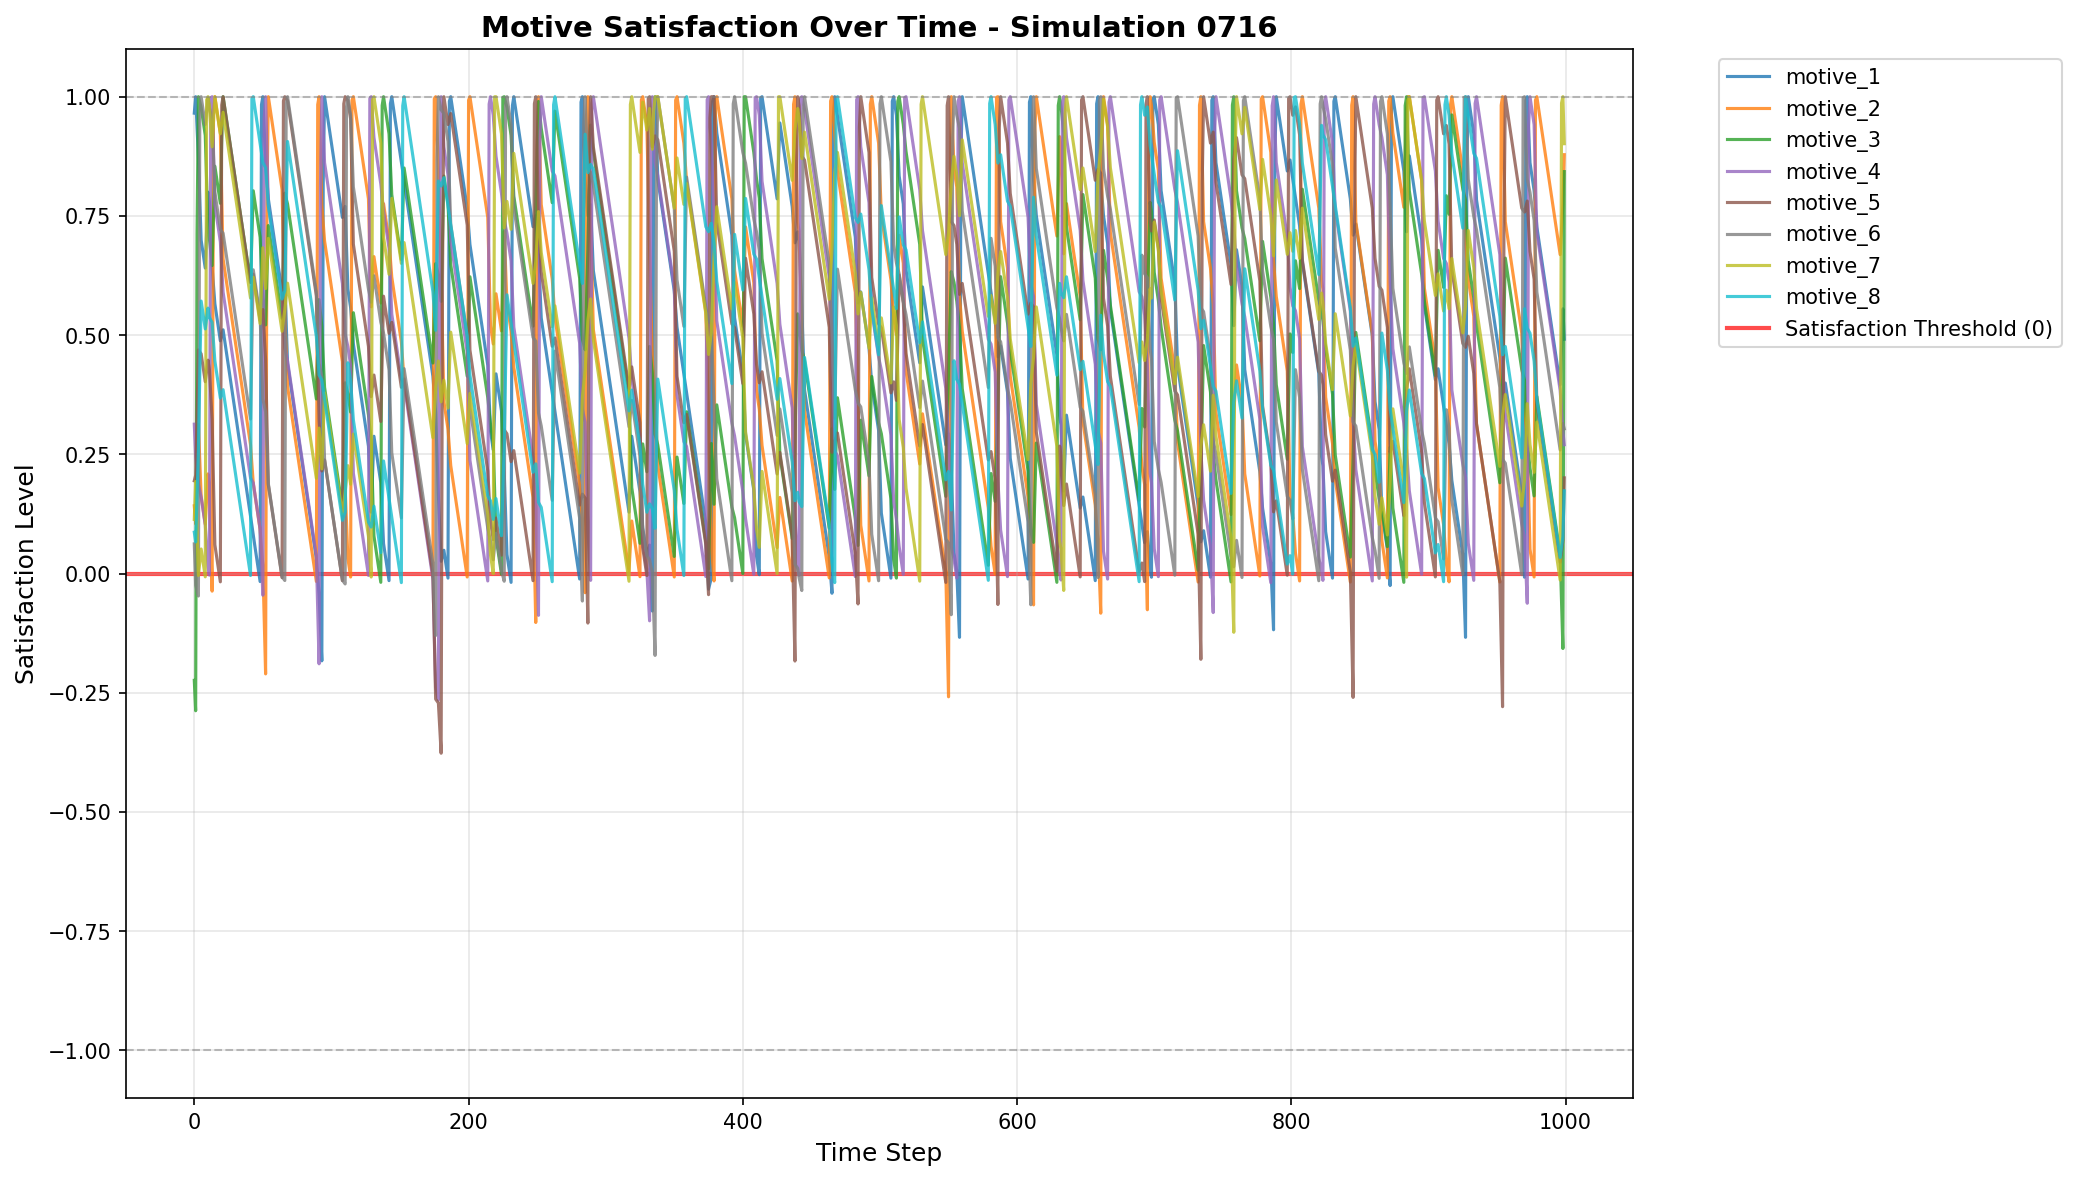 Motive Satisfaction Over Time - Simulation 0716
Satisfaction Level
1.00
0.75
0.50
0.25
0.00
−0.25
−0.50
−0.75
−1.00
0
200
400
600
800
1000
Time Step
motive_1
motive_2
motive_3
motive_4
motive_5
motive_6
motive_7
motive_8
Satisfaction Threshold (0)